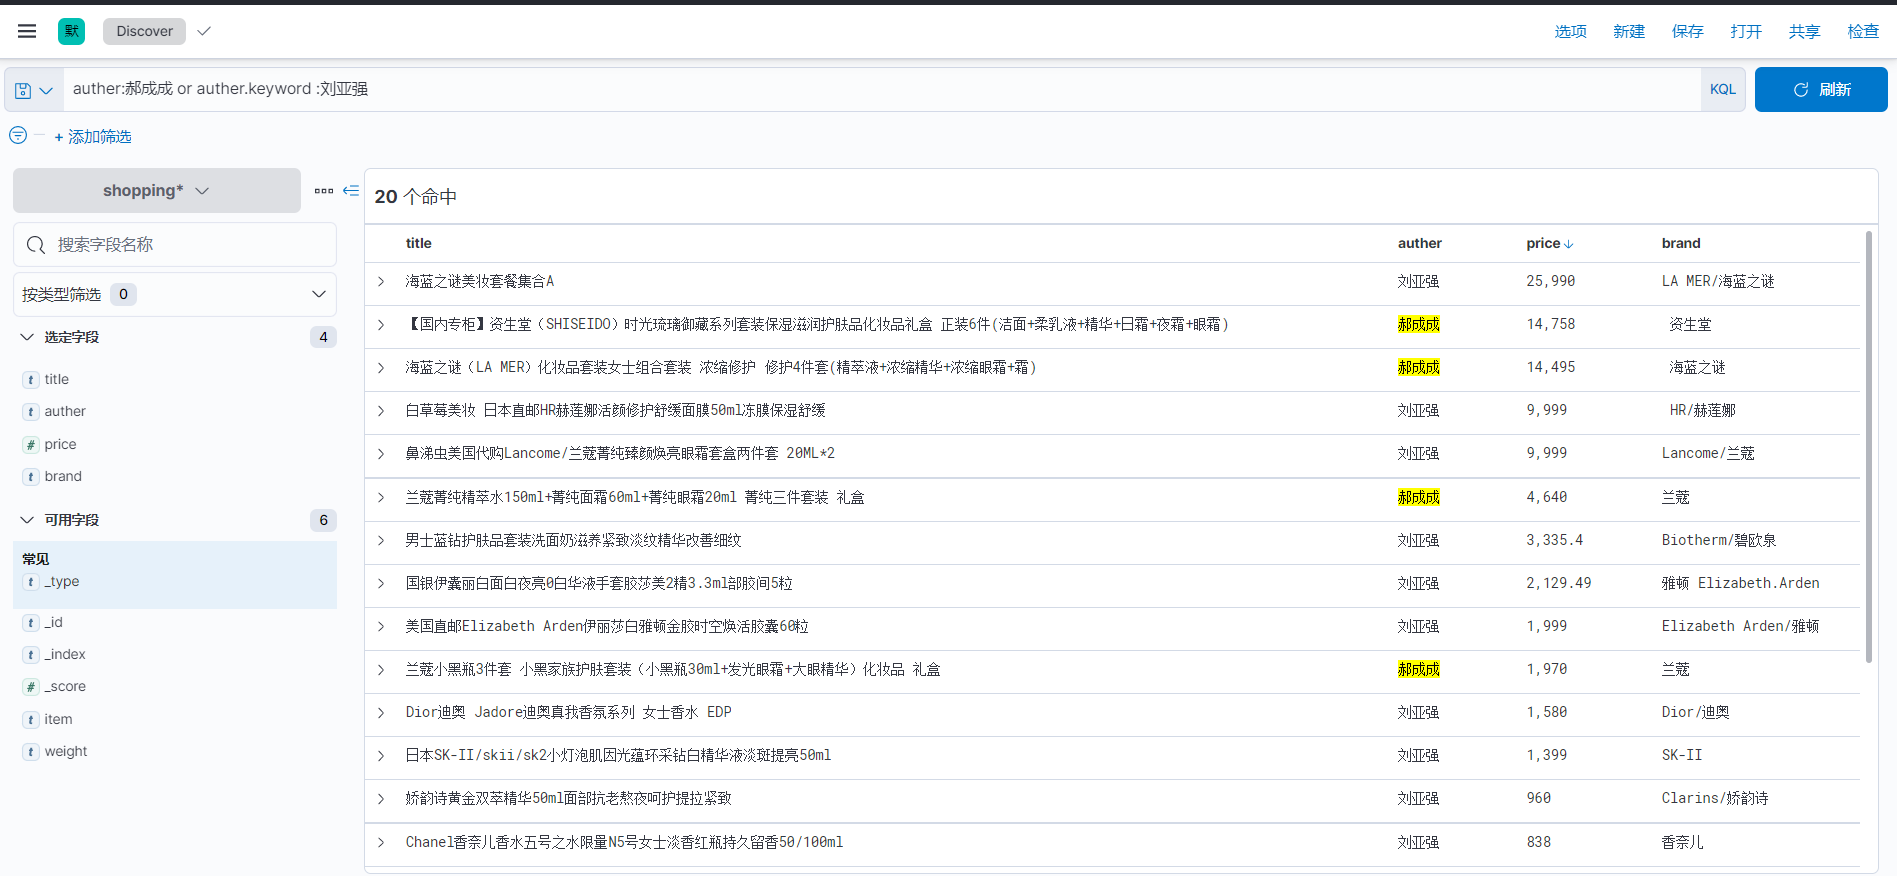 默 Discover 选项 新建 保存 打开 共享 检查
auther:郝成成 or auther.keyword :刘亚强 KQL 刷新
+ 添加筛选
shopping*
搜索字段名称
按类型筛选 0
选定字段 4
t title
t auther
# price
t brand
可用字段 6
常见
t _type
t _id
t _index
# _score
t item
t weight
20 个命中
title auther price brand
海蓝之谜美妆套餐集合A 刘亚强 25,990 LA MER/海蓝之谜
【国内专柜】资生堂（SHISEIDO）时光琉璃御藏系列套装保湿滋润护肤品化妆品礼盒 正装6件(洁面+柔乳液+精华+日霜+夜霜+眼霜) 郝成成 14,758 资生堂
海蓝之谜（LA MER）化妆品套装女士组合套装 浓缩修护 修护4件套(精萃液+浓缩精华+浓缩眼霜+霜) 郝成成 14,495 海蓝之谜
白草莓美妆 日本直邮HR赫莲娜活颜修护舒缓面膜50ml冻膜保湿舒缓 刘亚强 9,999 HR/赫莲娜
鼻涕虫美国代购Lancome/兰蔻菁纯臻颜焕亮眼霜套盒两件套 20ML*2 刘亚强 9,999 Lancome/兰蔻
兰蔻菁纯精萃水150ml+菁纯面霜60ml+菁纯眼霜20ml 菁纯三件套装 礼盒 郝成成 4,640 兰蔻
男士蓝钻护肤品套装洗面奶滋养紧致淡纹精华改善细纹 刘亚强 3,335.4 Biotherm/碧欧泉
国银伊囊丽白面白夜亮0白华液手套胶莎美2精3.3ml部胶间5粒 刘亚强 2,129.49 雅顿 Elizabeth.Arden
美国直邮Elizabeth Arden伊丽莎白雅顿金胶时空焕活胶囊60粒 刘亚强 1,999 Elizabeth Arden/雅顿
兰蔻小黑瓶3件套 小黑家族护肤套装（小黑瓶30ml+发光眼霜+大眼精华）化妆品 礼盒 郝成成 1,970 兰蔻
Dior迪奥 Jadore迪奥真我香氛系列 女士香水 EDP 刘亚强 1,580 Dior/迪奥
日本SK-II/skii/sk2小灯泡肌因光蕴环采钻白精华液淡斑提亮50ml 刘亚强 1,399 SK-II
娇韵诗黄金双萃精华50ml面部抗老熬夜呵护提拉紧致 刘亚强 960 Clarins/娇韵诗
Chanel香奈儿香水五号之水限量N5号女士淡香红瓶持久留香50/100ml 刘亚强 838 香奈儿